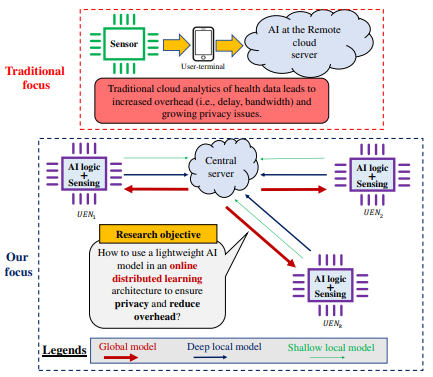 Traditional
focus
Sensor
User-terminal
AI at the Remote
cloud
server
Traditional cloud analytics of health data leads to
increased overhead (i.e., delay, bandwidth) and
growing privacy issues.
Our
focus
AI logic
+
Sensing
UEN1
Central
server
AI logic
+
Sensing
UEN2
Research objective
How to use a lightweight AI
model in an online
distributed learning
architecture to ensure
privacy and reduce
overhead?
AI logic
+
Sensing
UENk
Legends
Global model
Deep local model
Shallow local model